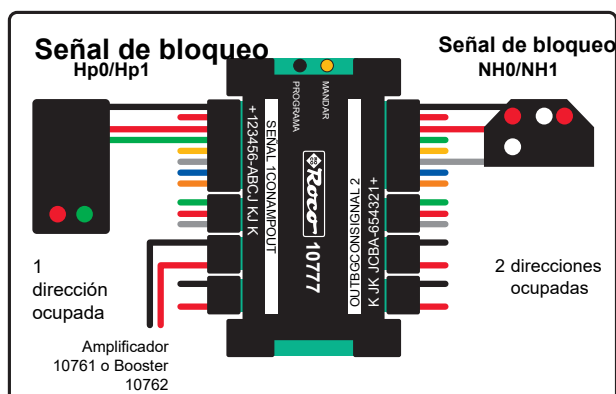 Señal de bloqueo
Hp0/Hp1
Señal de bloqueo
NH0/NH1
PROGRAMA
MANDAR
+123456-ABCJ KJ K
SEÑAL 1CONAMPOUT
Roco
10777
OUTBGCONSIGNAL 2
K JK JCBA-654321+
1
dirección
ocupada
2 direcciones
ocupadas
Amplificador
10761 o Booster
10762